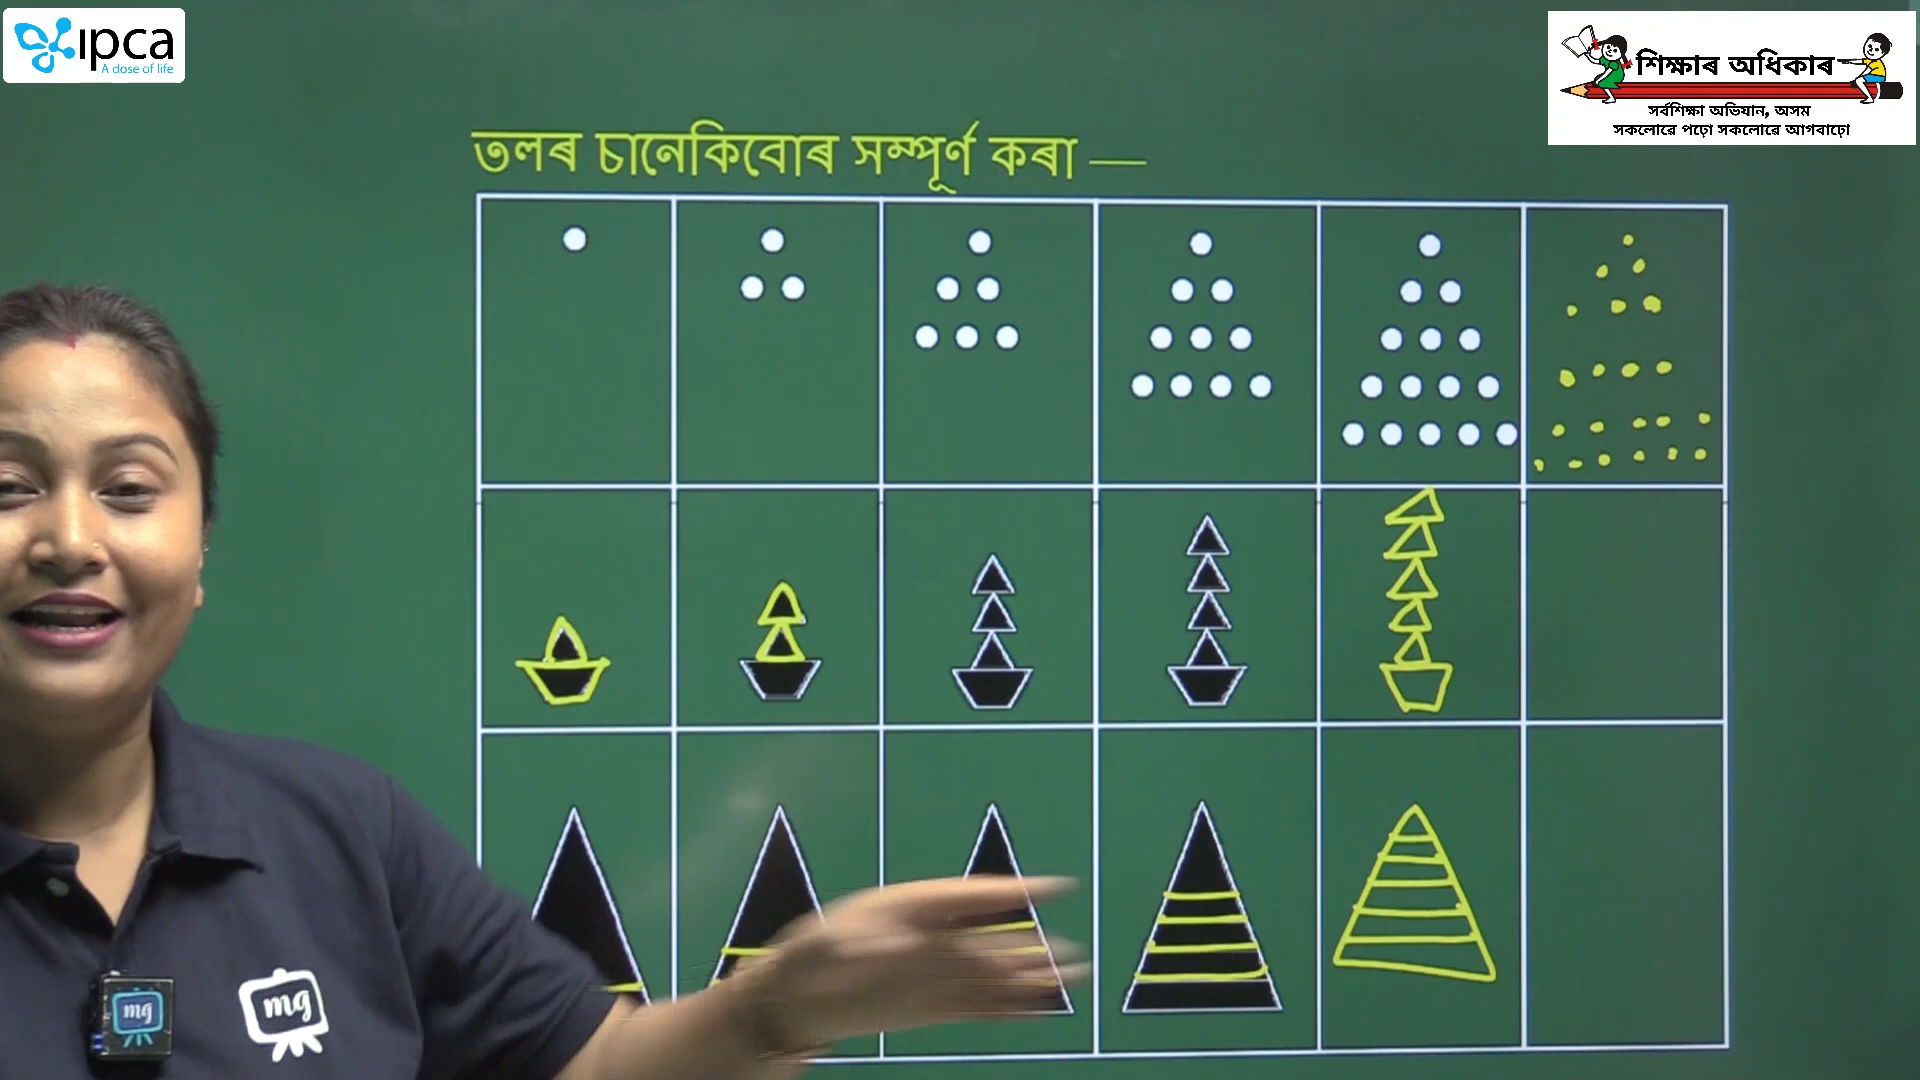 ipca
A dose of life
শিক্ষাৰ অধিকাৰ
সৰ্বশিক্ষা অভিযান, অসম
সকলোৱে পঢ়ো সকলোৱে আগবাঢ়ো
তলৰ চানেকিবোৰ সম্পূৰ্ণ কৰা —
mg
mg